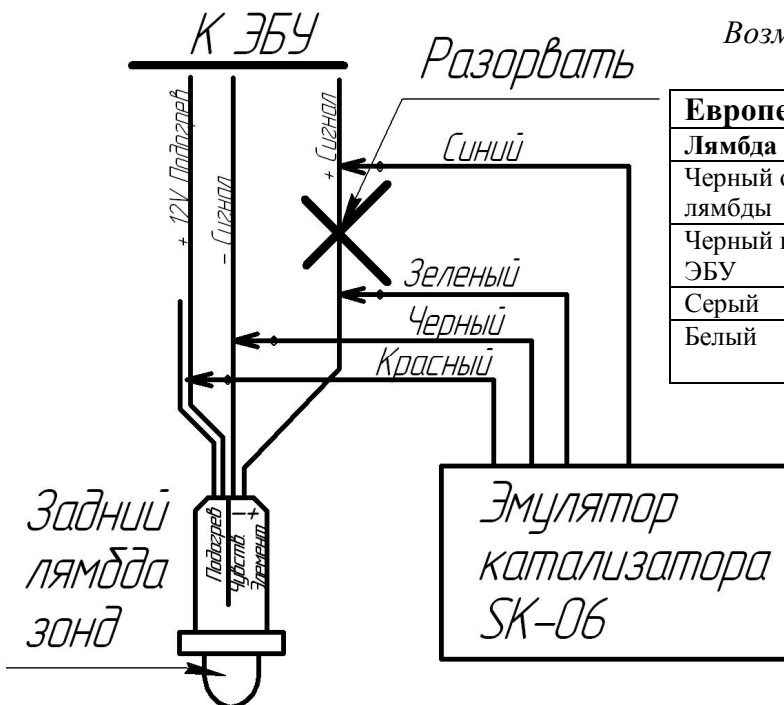 К ЭБУ
Возм
Разорвать
Европе
Лямбда
Черный
лямбды
Черный
ЭБУ
Серый
Белый
+ 12V Подогрев
- Сигнал
+ Сигнал
Синий
Зеленый
Черный
Красный
Задний
лямбда
зонд
Подогрев
Чувств.
Элемент
- +
Эмулятор
катализатора
SK-06